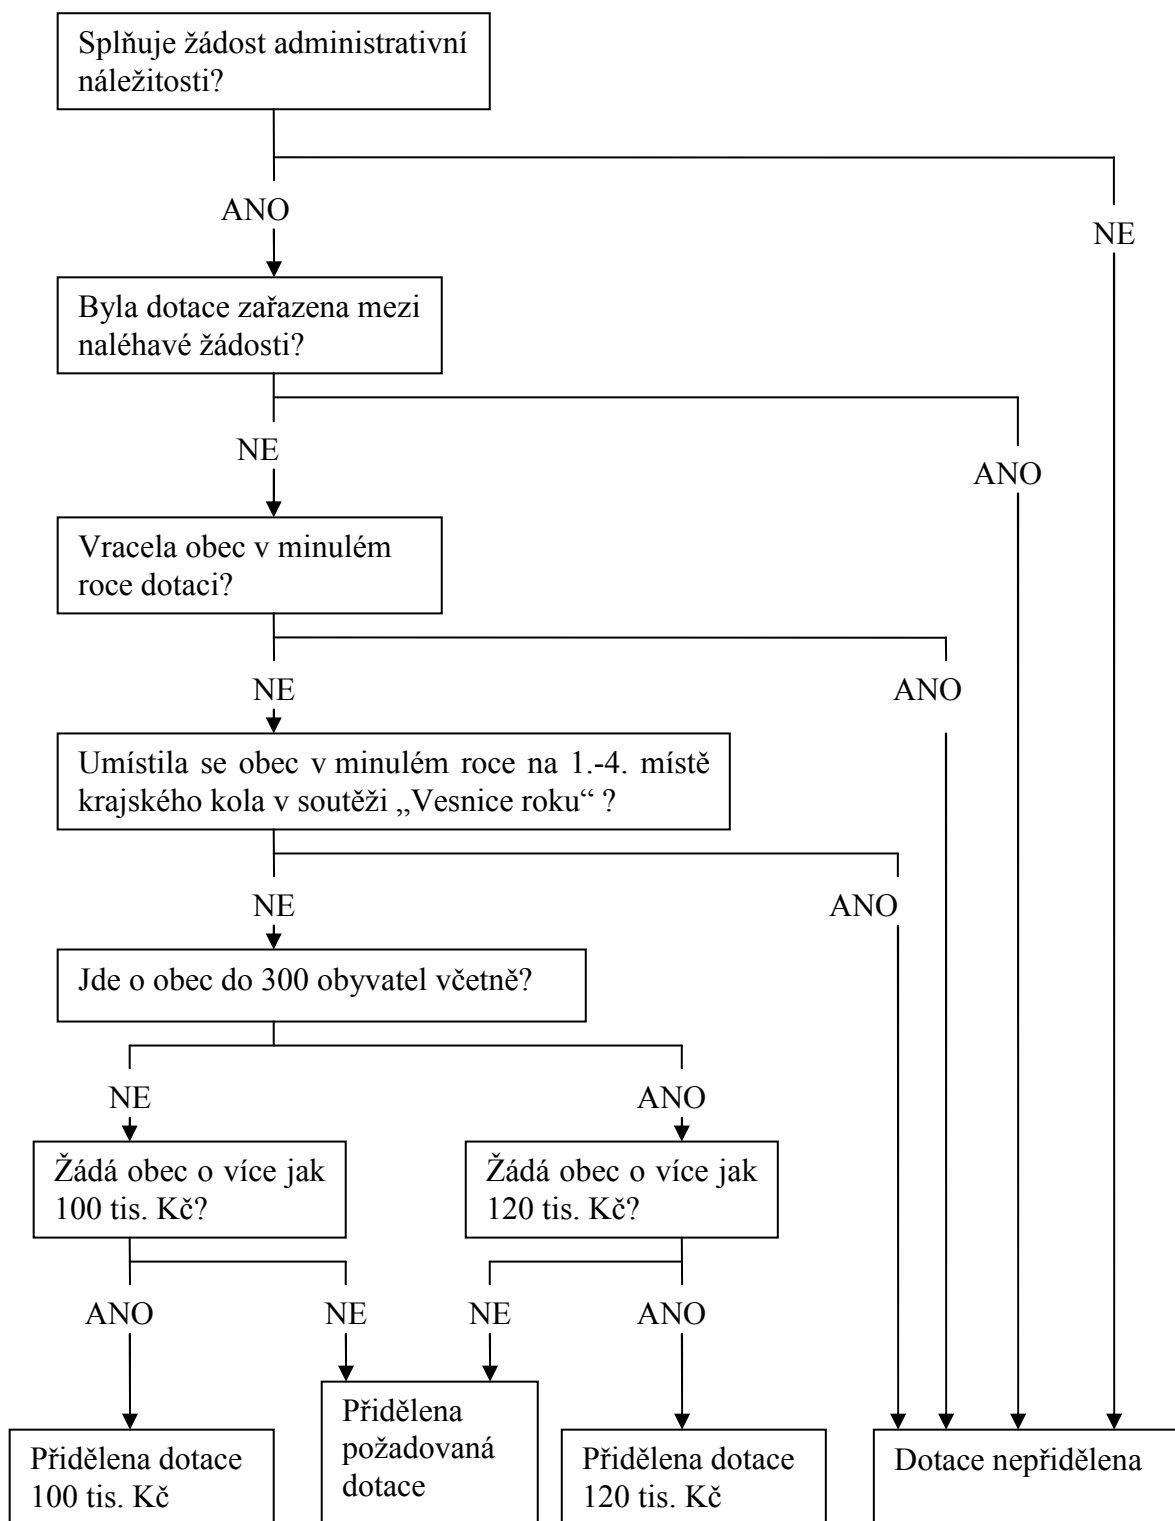 Splňuje žádost administrativní
náležitosti?
ANO
NE
Byla dotace zařazena mezi
naléhavé žádosti?
NE
ANO
Vracela obec v minulém
roce dotaci?
NE
ANO
Umístila se obec v minulém roce na 1.-4. místě
krajského kola v soutěži „Vesnice roku“ ?
NE
ANO
Jde o obec do 300 obyvatel včetně?
NE
ANO
Žádá obec o více jak
100 tis. Kč?
Žádá obec o více jak
120 tis. Kč?
ANO
NE
NE
ANO
Přidělena dotace
100 tis. Kč
Přidělena
požadovaná
dotace
Přidělena dotace
120 tis. Kč
Dotace nepřidělena